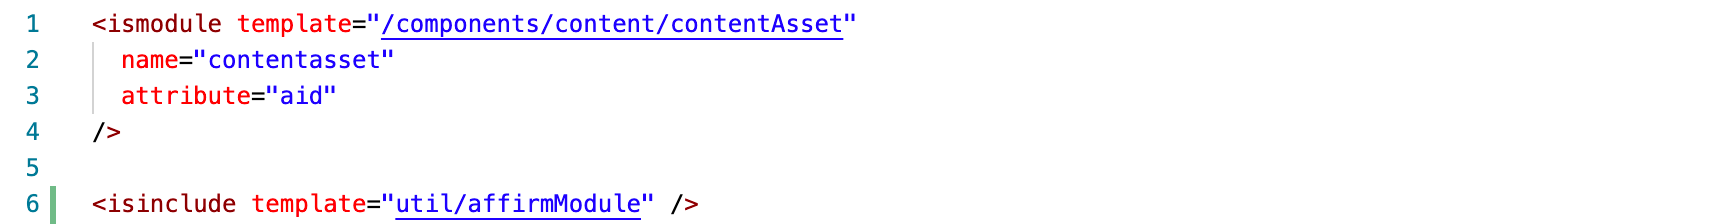 1 <ismodule template="/components/content/contentAsset"
2 name="contentasset"
3 attribute="aid"
4 />
5
6 <isinclude template="util/affirmModule" />